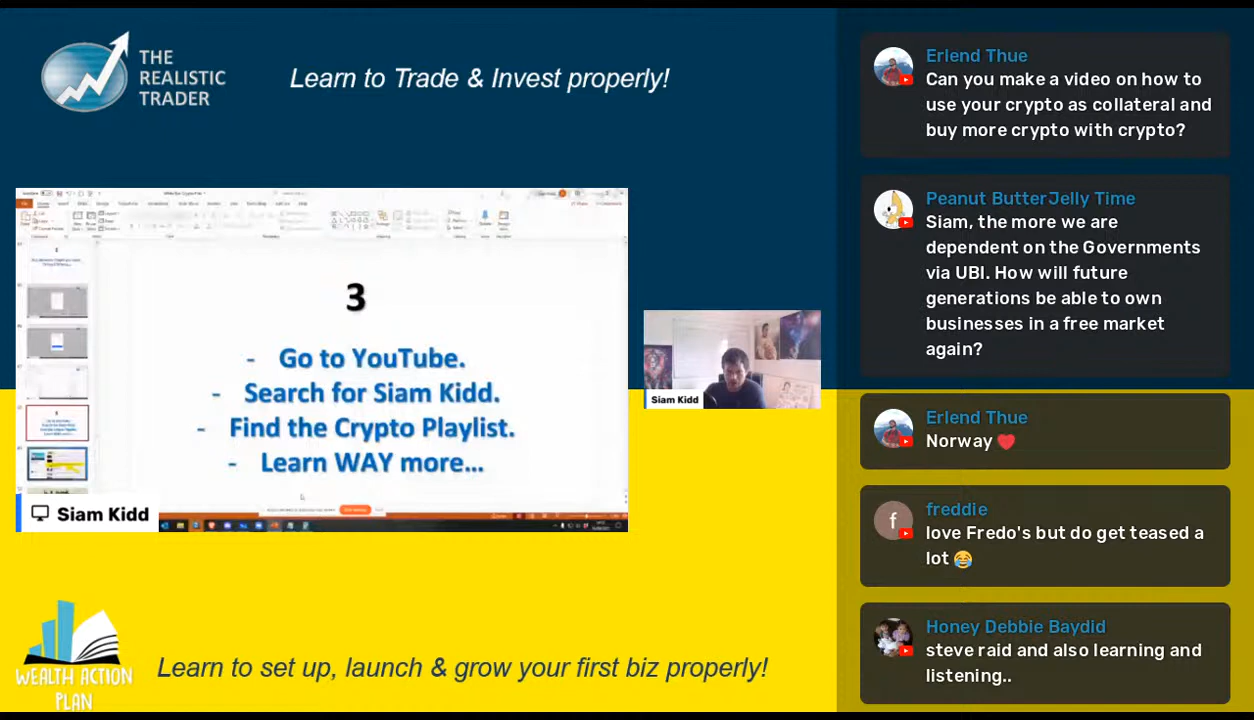 THE
REALISTIC
TRADER
Learn to Trade & Invest properly!
3
- Go to YouTube.
- Search for Siam Kidd.
- Find the Crypto Playlist.
- Learn WAY more...
Siam Kidd
Siam Kidd
WEALTH ACTION
PLAN
Learn to set up, launch & grow your first biz properly!
Erlend Thue
Can you make a video on how to
use your crypto as collateral and
buy more crypto with crypto?
Peanut ButterJelly Time
Siam, the more we are
dependent on the Governments
via UBI. How will future
generations be able to own
businesses in a free market
again?
Erlend Thue
Norway ❤️
f
freddie
love Fredo's but do get teased a
lot 😂
Honey Debbie Baydid
steve raid and also learning and
listening..